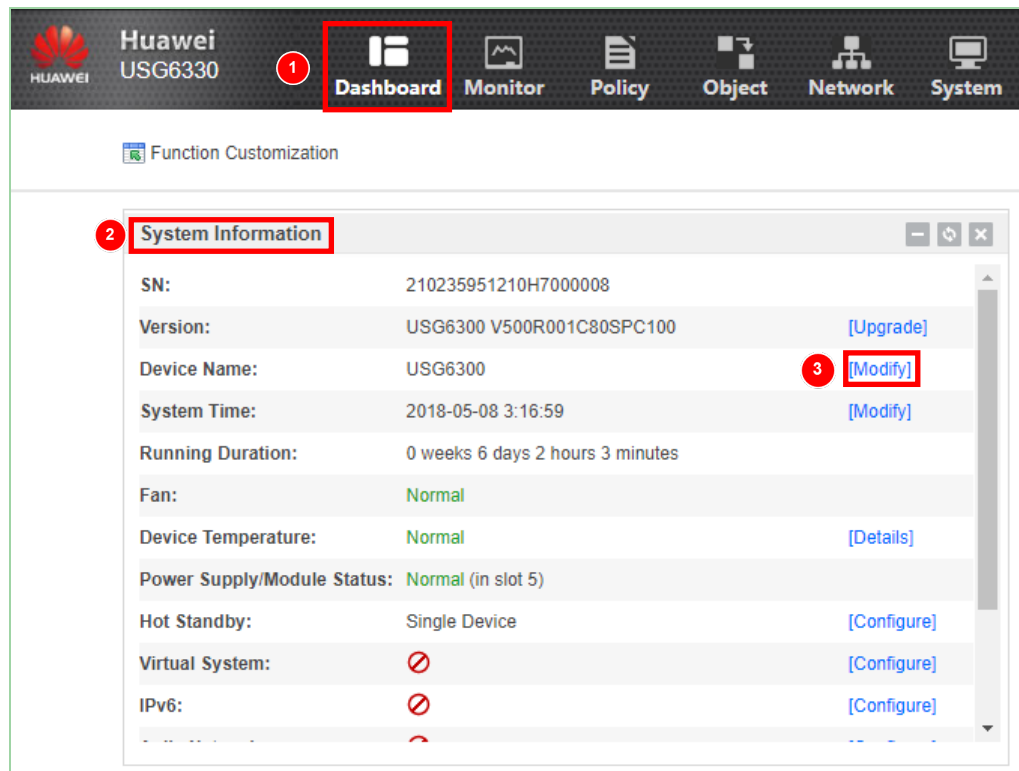 HUAWEI
Huawei
USG6330
1
Dashboard Monitor Policy Object Network System
Function Customization
2 System Information
SN: 210235951210H7000008
Version: USG6300 V500R001C80SPC100 [Upgrade]
Device Name: USG6300 3 [Modify]
System Time: 2018-05-08 3:16:59 [Modify]
Running Duration: 0 weeks 6 days 2 hours 3 minutes
Fan: Normal
Device Temperature: Normal [Details]
Power Supply/Module Status: Normal (in slot 5)
Hot Standby: Single Device [Configure]
Virtual System: [Configure]
IPv6: [Configure]